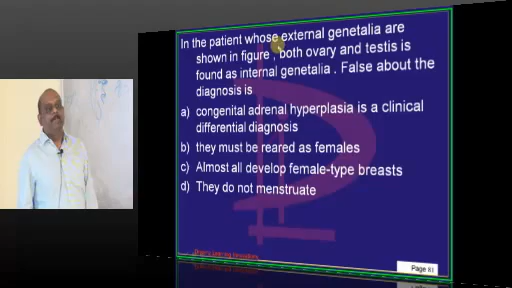 In the patient whose external genetalia are
shown in figure , both ovary and testis is
found as internal genetalia . False about the
diagnosis is
a) congenital adrenal hyperplasia is a clinical
differential diagnosis
b) they must be reared as females
c) Almost all develop female-type breasts
d) They do not menstruate
Page 81